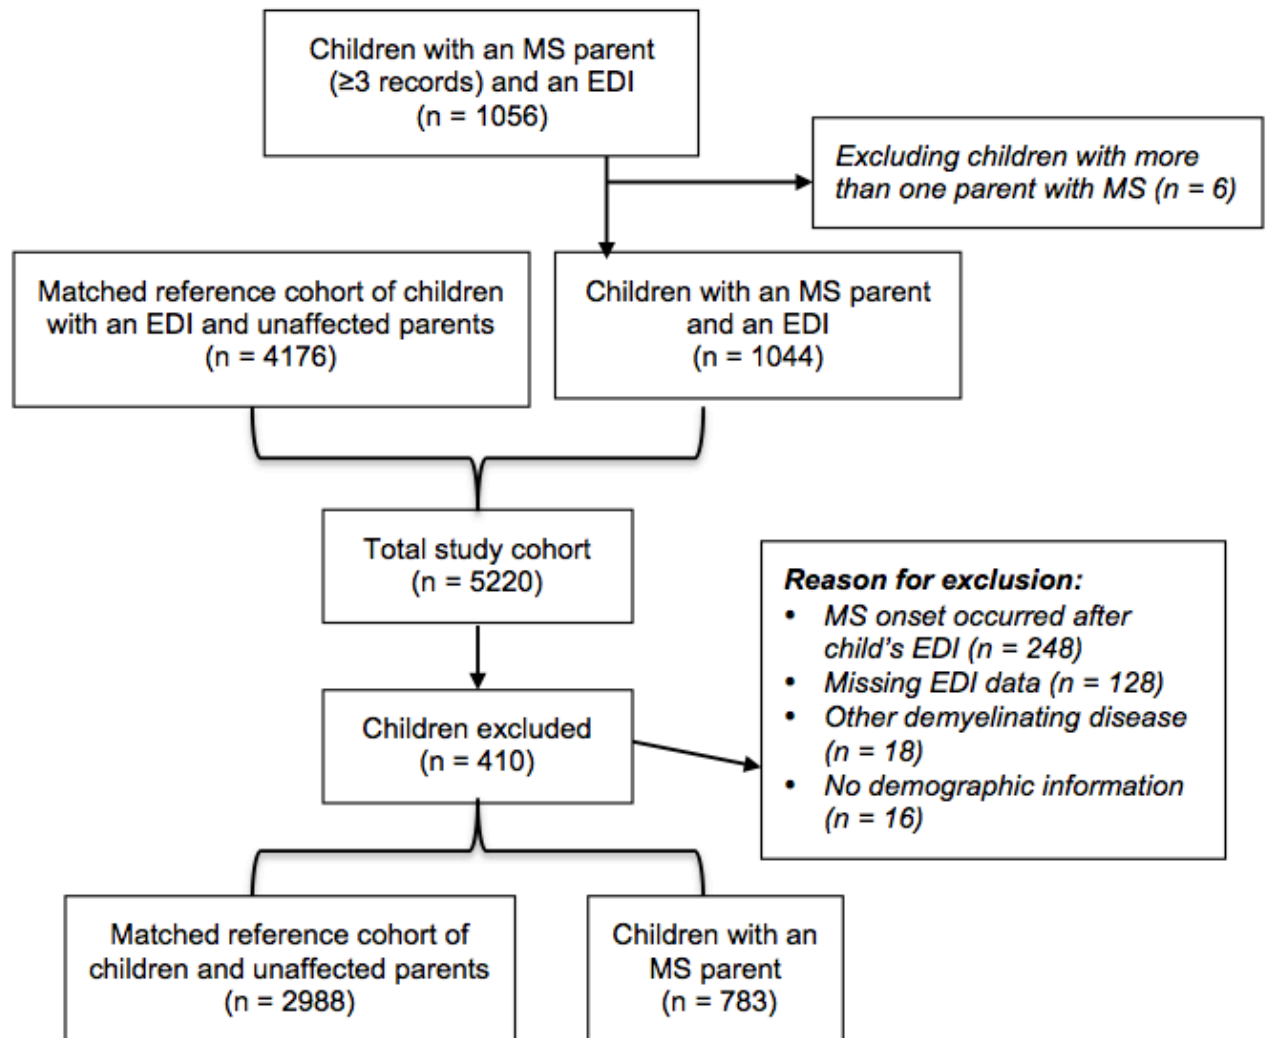 Children with an MS parent
(≥3 records) and an EDI
(n = 1056)
Excluding children with more
than one parent with MS (n = 6)
Matched reference cohort of children
with an EDI and unaffected parents
(n = 4176)
Children with an MS parent
and an EDI
(n = 1044)
Total study cohort
(n = 5220)
Reason for exclusion:
• MS onset occurred after
child's EDI (n = 248)
• Missing EDI data (n = 128)
• Other demyelinating disease
(n = 18)
• No demographic information
(n = 16)
Children excluded
(n = 410)
Matched reference cohort of
children and unaffected parents
(n = 2988)
Children with an
MS parent
(n = 783)